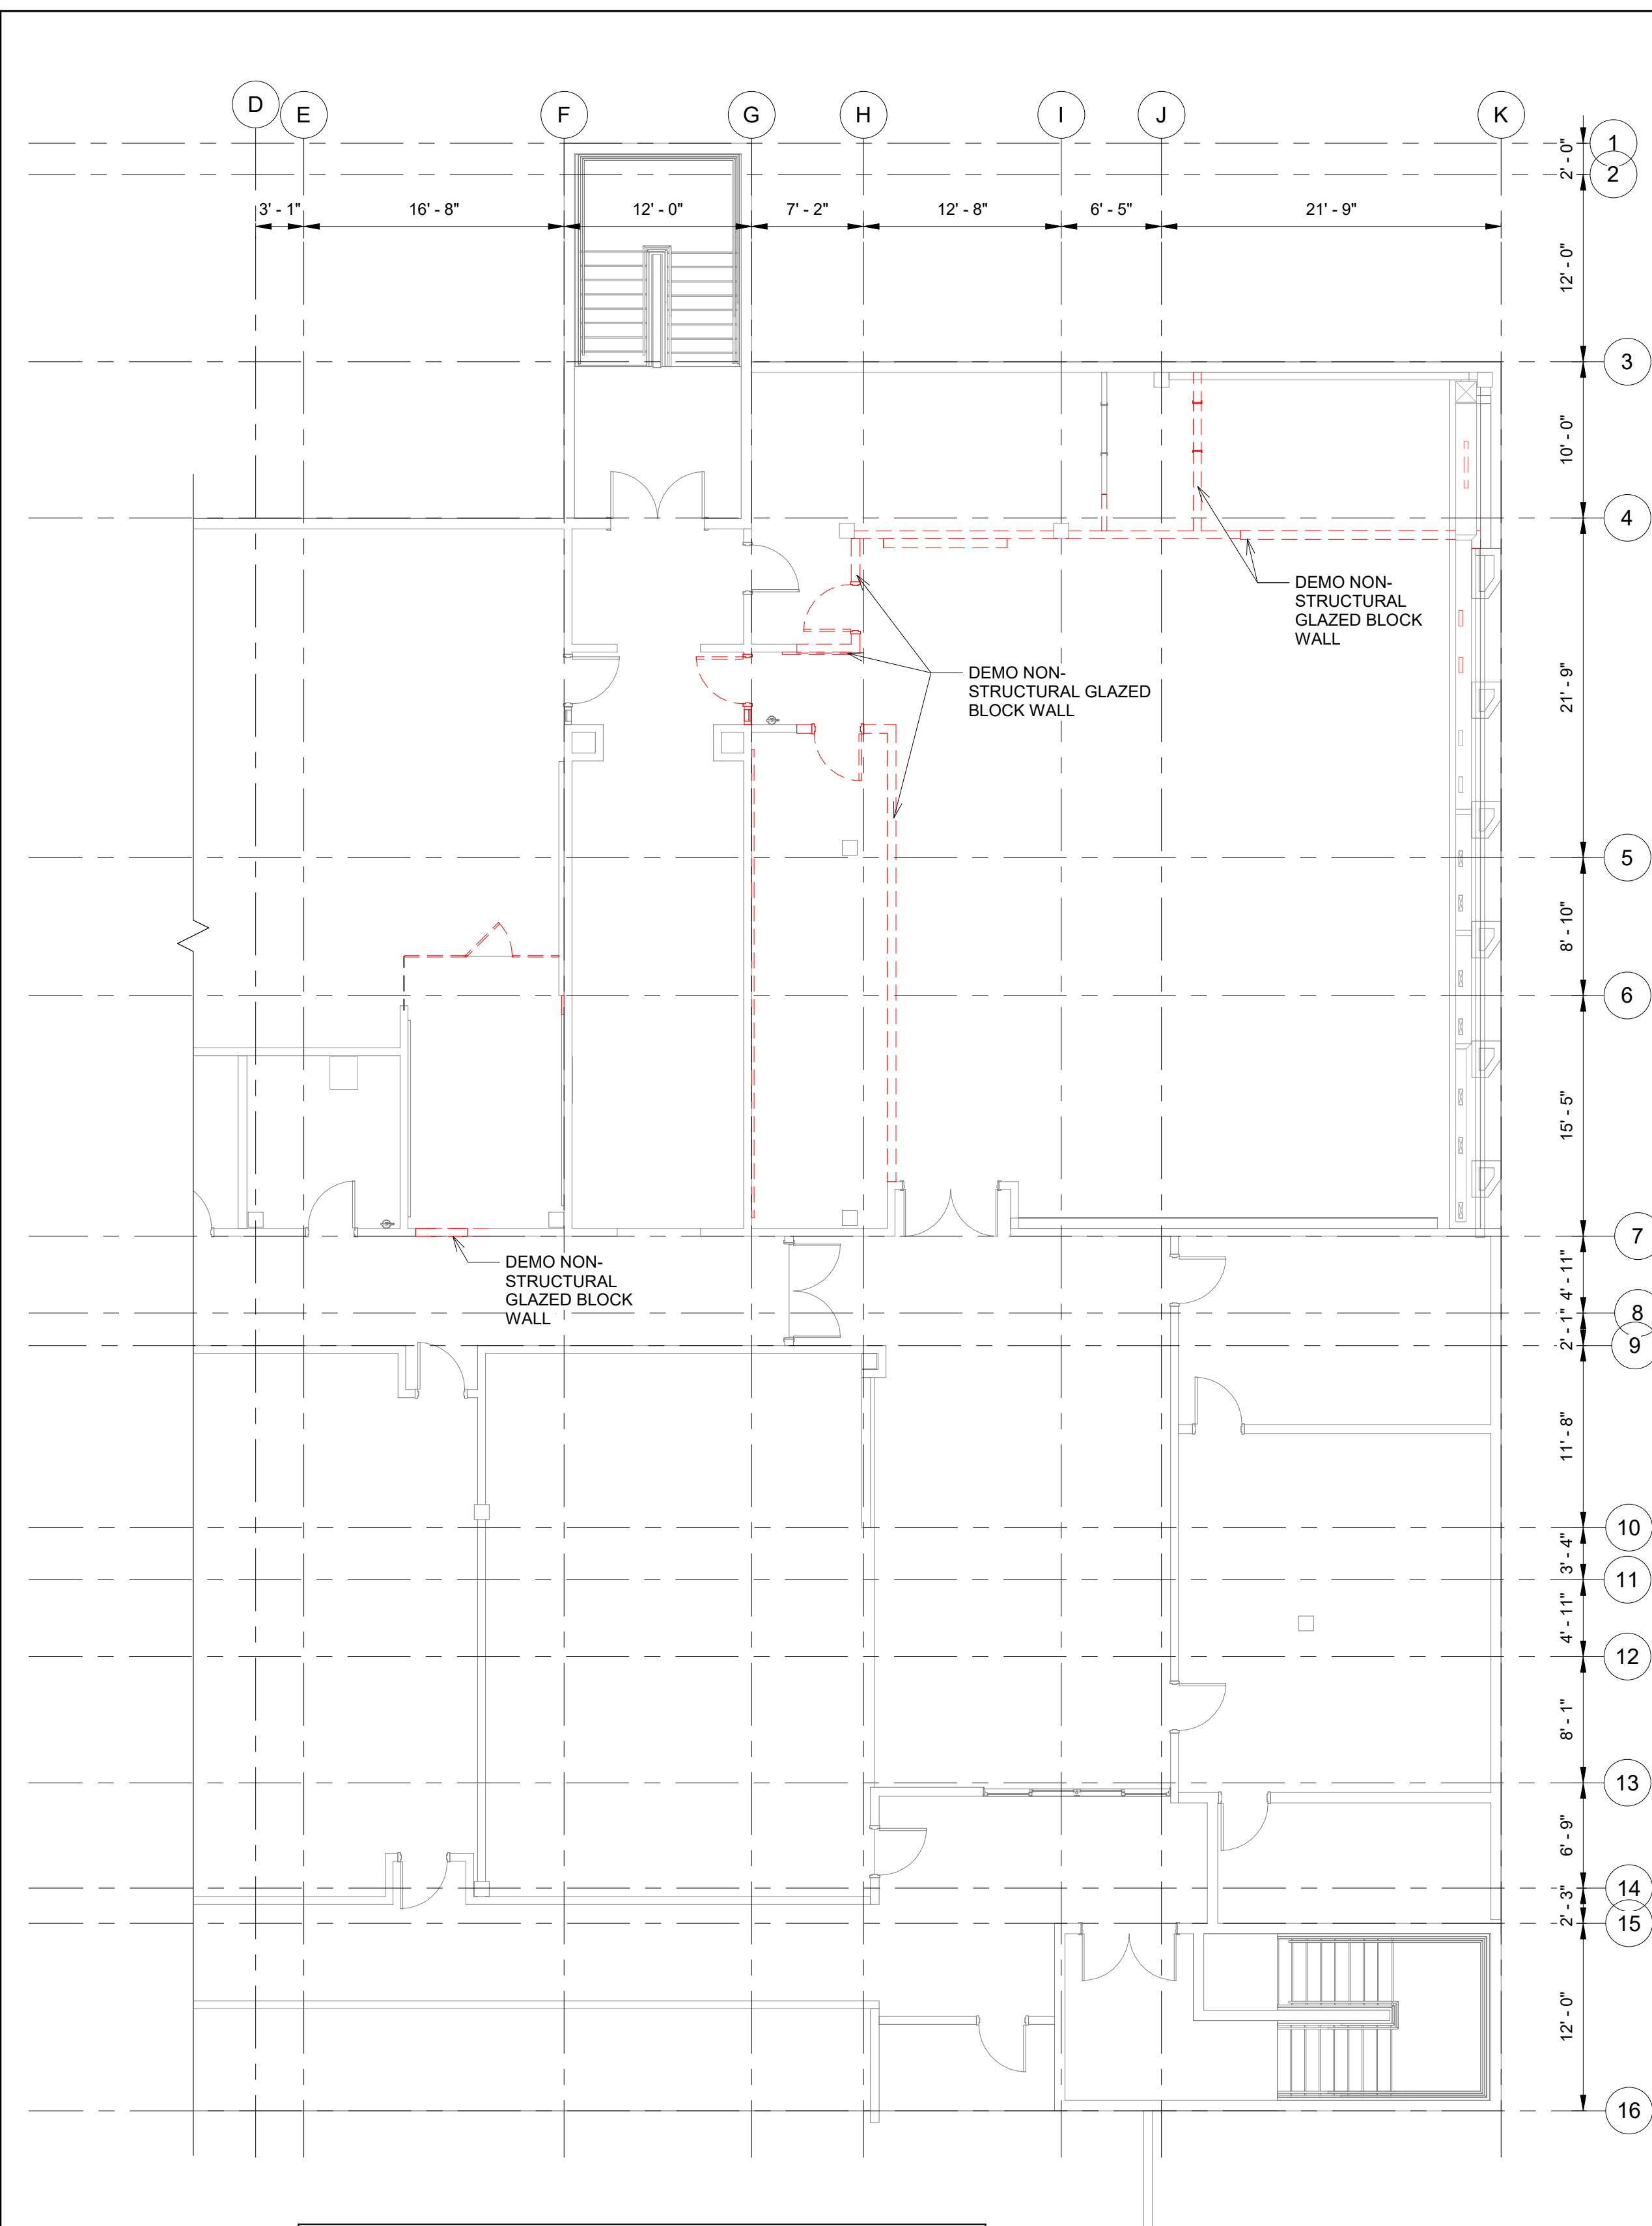 D
E
F
G
H
I
J
K
1
2' - 0"
2
3' - 1"
16' - 8"
12' - 0"
7' - 2"
12' - 8"
6' - 5"
21' - 9"
12' - 0"
3
10' - 0"
4
DEMO NON-
STRUCTURAL
GLAZED BLOCK
WALL
DEMO NON-
STRUCTURAL GLAZED
BLOCK WALL
21' - 9"
5
8' - 10"
6
15' - 5"
7
DEMO NON-
STRUCTURAL
GLAZED BLOCK
WALL
4' - 11"
8
2' - 1"
9
11' - 8"
10
3' - 4"
11
4' - 11"
12
8' - 1"
13
6' - 9"
14
2' - 3"
15
12' - 0"
16